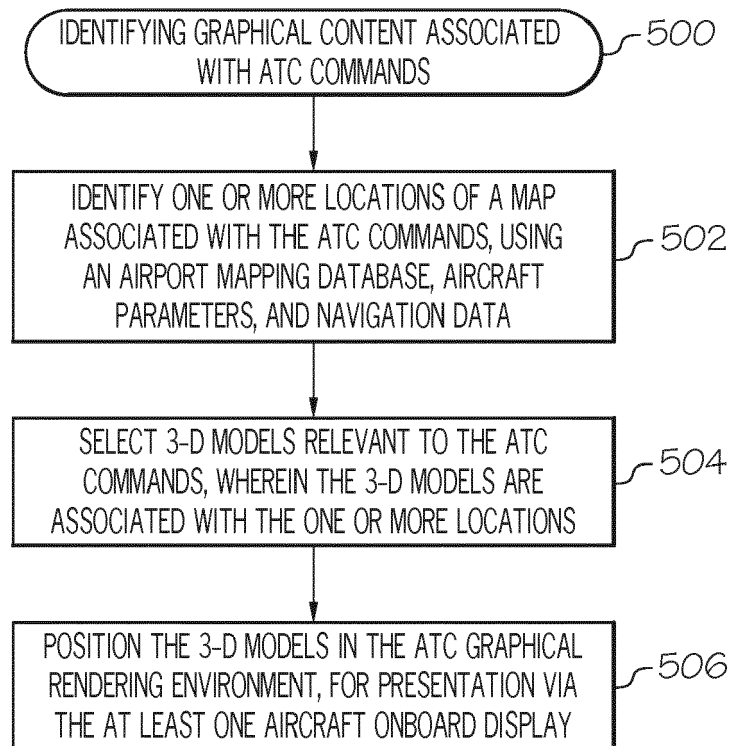 IDENTIFYING GRAPHICAL CONTENT ASSOCIATED
WITH ATC COMMANDS
500
IDENTIFY ONE OR MORE LOCATIONS OF A MAP
ASSOCIATED WITH THE ATC COMMANDS, USING
AN AIRPORT MAPPING DATABASE, AIRCRAFT
PARAMETERS, AND NAVIGATION DATA
502
SELECT 3-D MODELS RELEVANT TO THE ATC
COMMANDS, WHEREIN THE 3-D MODELS ARE
ASSOCIATED WITH THE ONE OR MORE LOCATIONS
504
POSITION THE 3-D MODELS IN THE ATC GRAPHICAL
RENDERING ENVIRONMENT, FOR PRESENTATION VIA
THE AT LEAST ONE AIRCRAFT ONBOARD DISPLAY
506